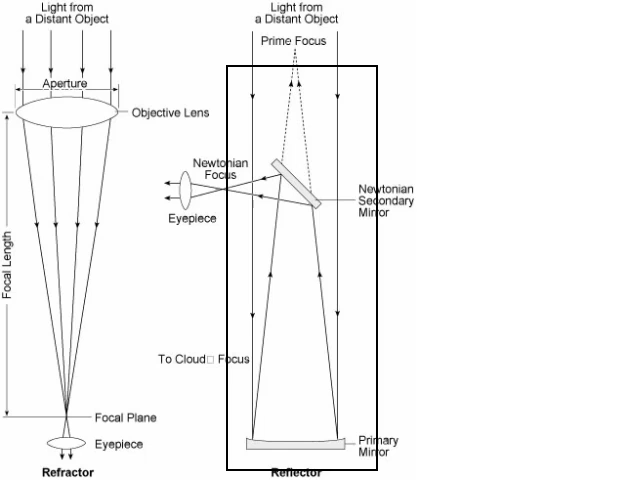 Light from
a Distant Object
Aperture
Objective Lens
Focal Length
Focal Plane
Eyepiece
Refractor
Light from
a Distant Object
Prime Focus
Newtonian
Focus
Eyepiece
Newtonian
Secondary
Mirror
To Cloud□ Focus
Primary
Mirror
Reflector